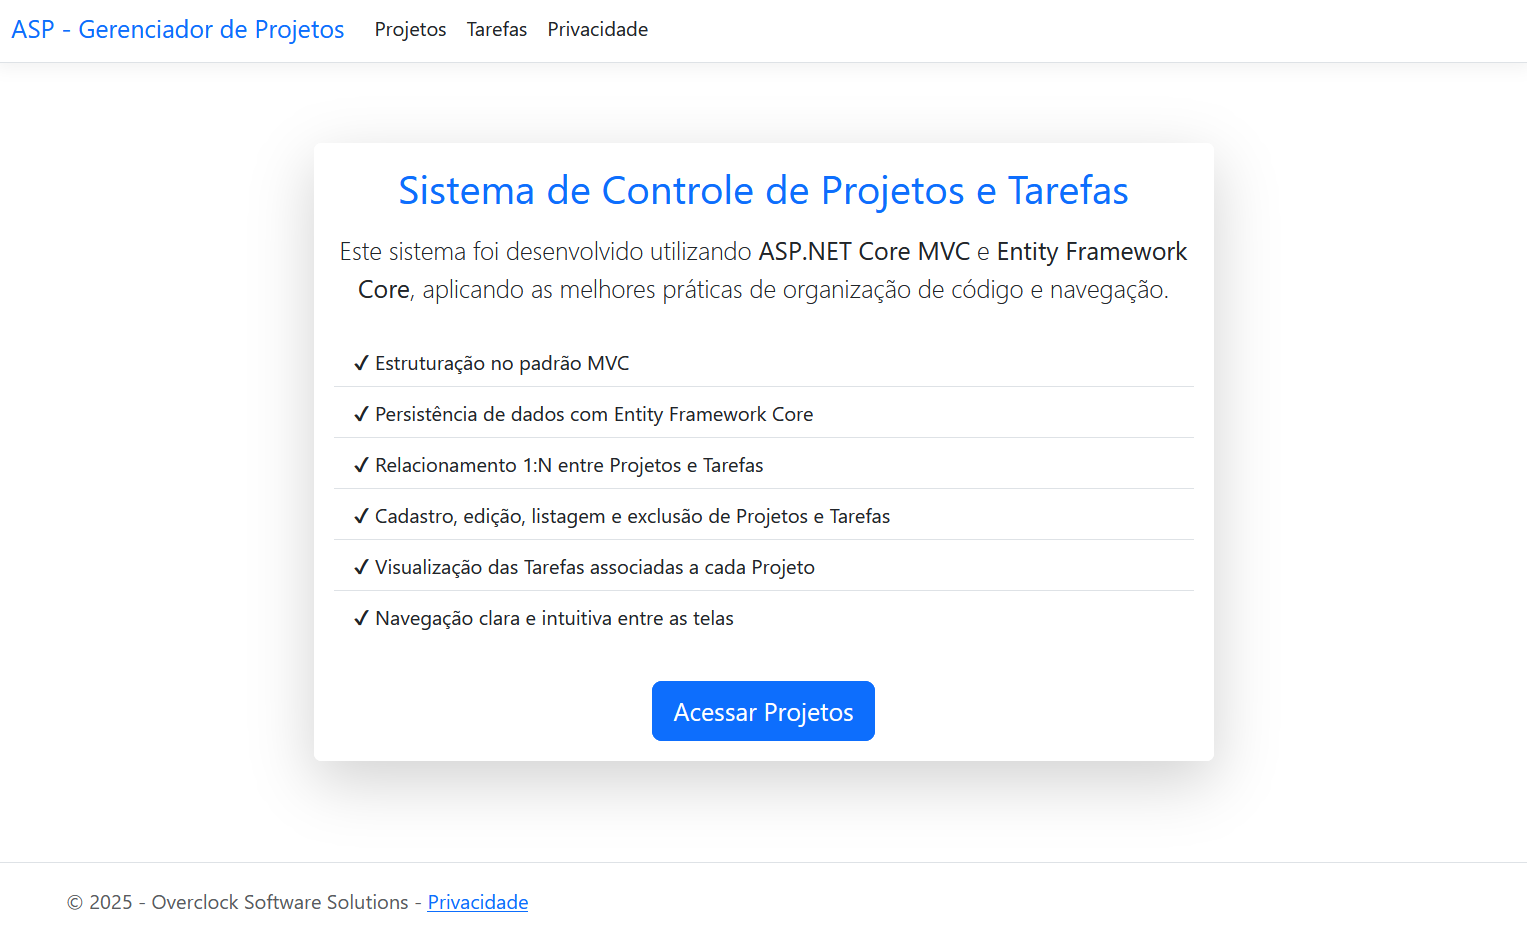 ASP - Gerenciador de Projetos Projetos Tarefas Privacidade
Sistema de Controle de Projetos e Tarefas
Este sistema foi desenvolvido utilizando ASP.NET Core MVC e Entity Framework
Core, aplicando as melhores práticas de organização de código e navegação.
✔ Estruturação no padrão MVC
✔ Persistência de dados com Entity Framework Core
✔ Relacionamento 1:N entre Projetos e Tarefas
✔ Cadastro, edição, listagem e exclusão de Projetos e Tarefas
✔ Visualização das Tarefas associadas a cada Projeto
✔ Navegação clara e intuitiva entre as telas
Acessar Projetos
© 2025 - Overclock Software Solutions - Privacidade